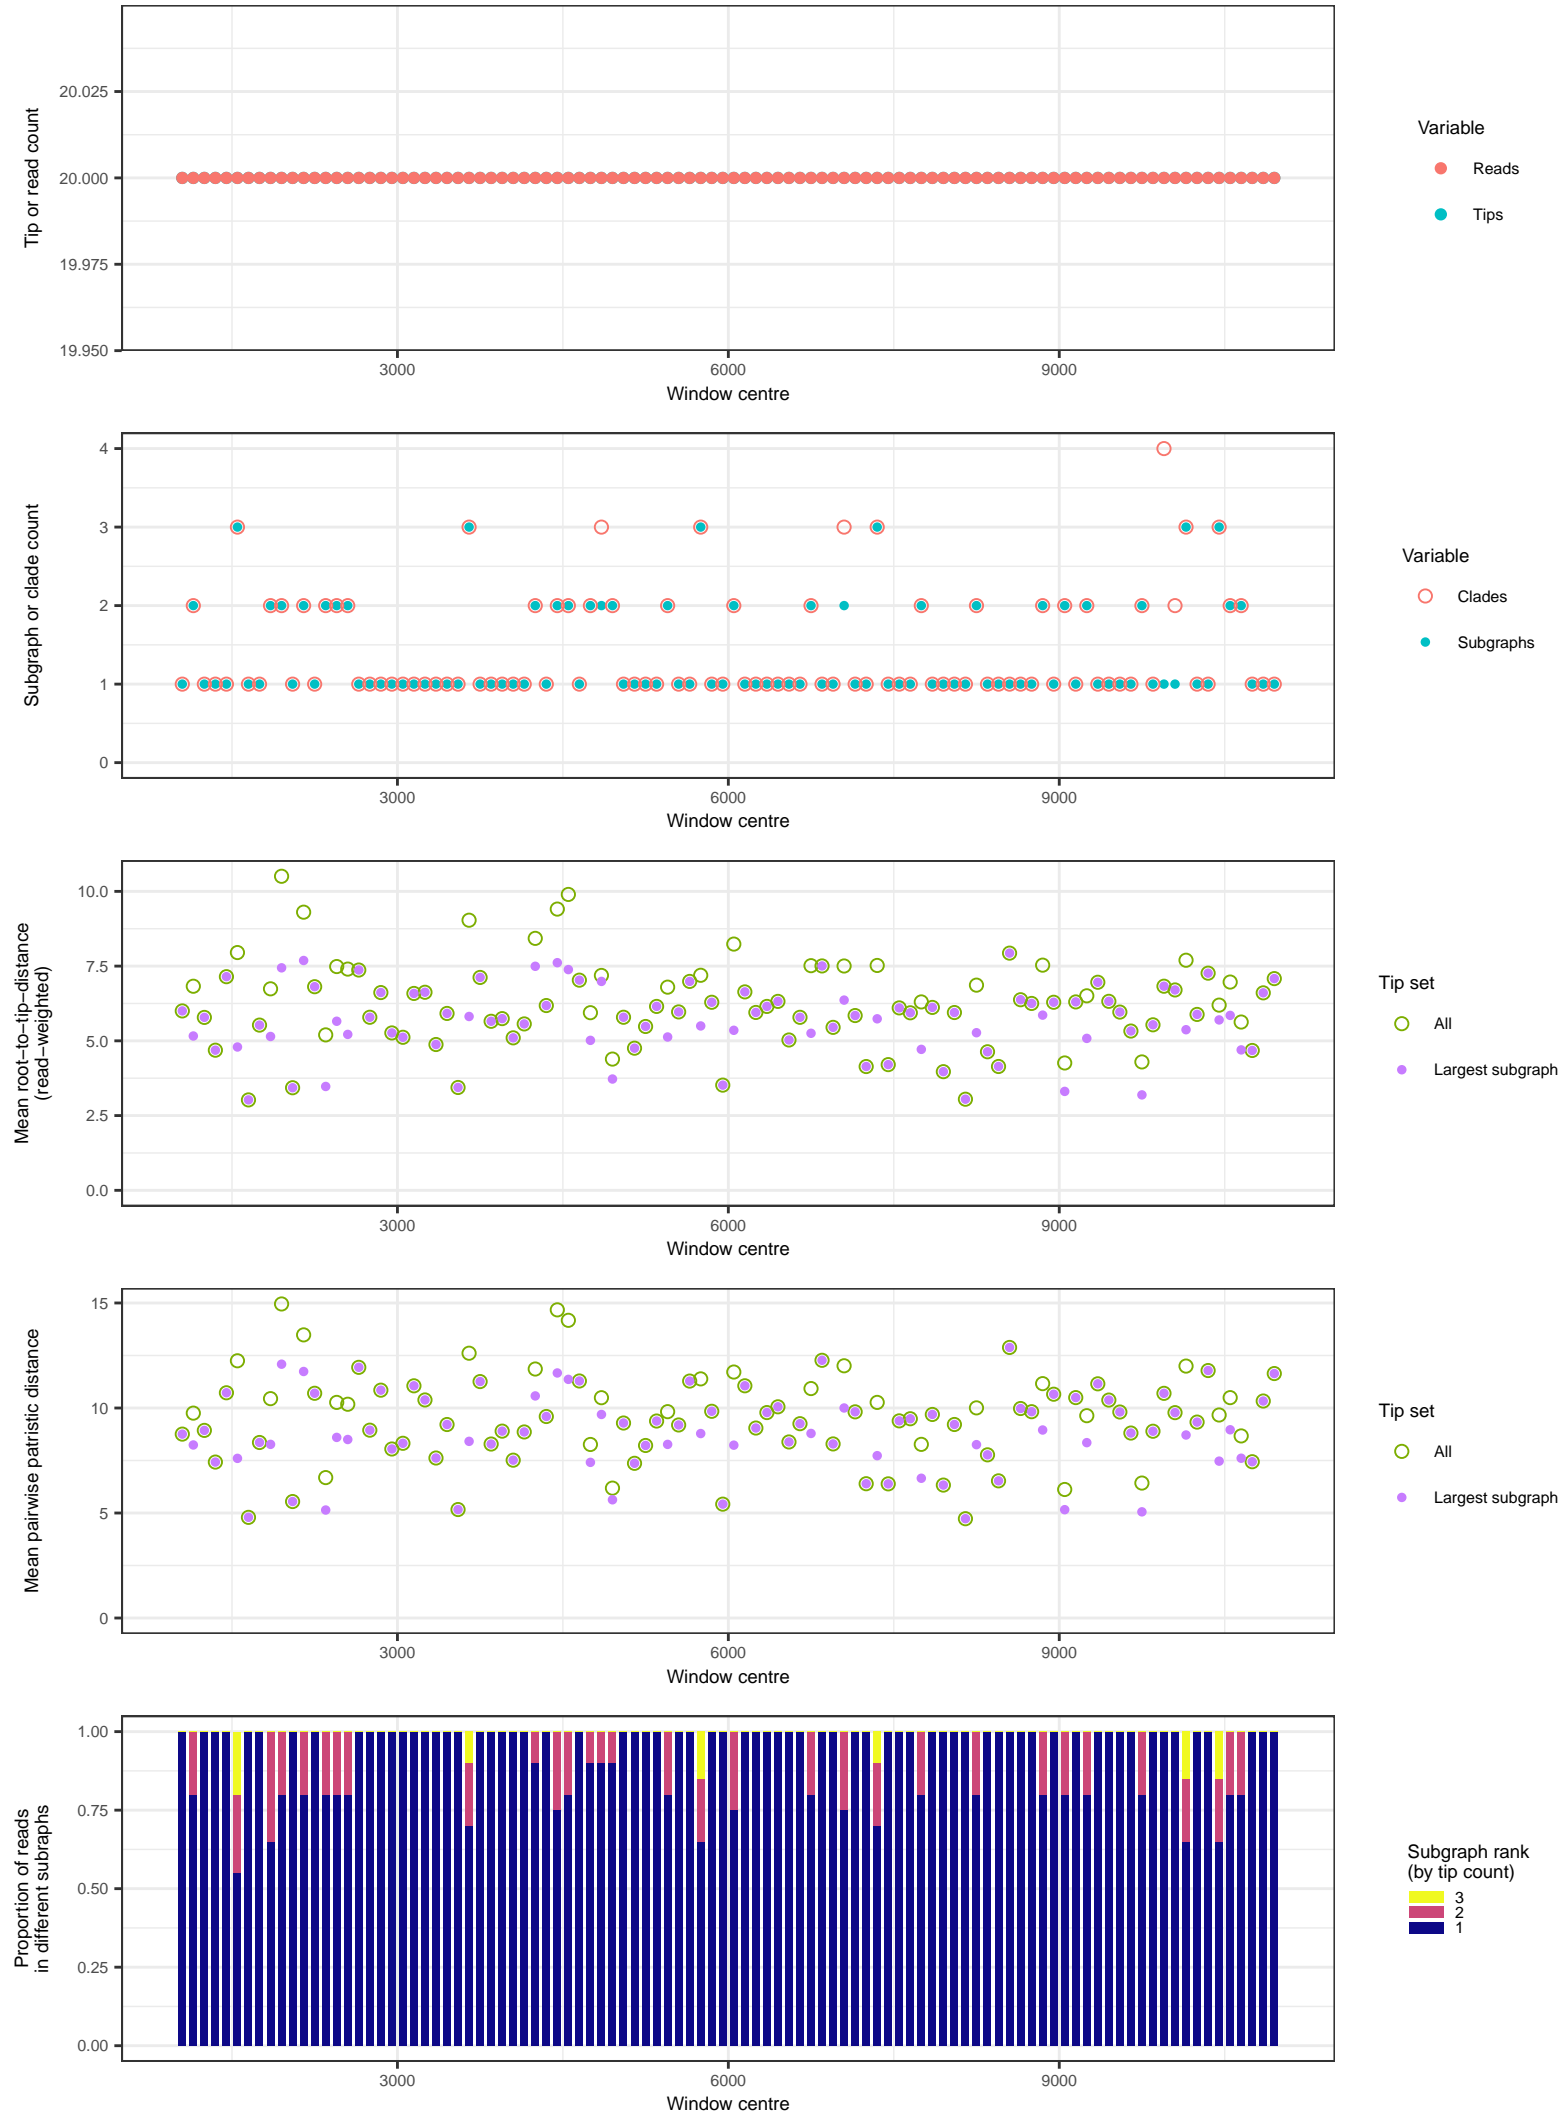 Tip or read count
20.025
20.000
19.975
19.950
3000
6000
9000
Window centre
Variable
Reads
Tips
Subgraph or clade count
4
3
2
1
0
3000
6000
9000
Window centre
Variable
Clades
Subgraphs
Mean root−to−tip−distance
(read−weighted)
10.0
7.5
5.0
2.5
0.0
3000
6000
9000
Window centre
Tip set
All
Largest subgraph
Mean pairwise patristic distance
15
10
5
0
3000
6000
9000
Window centre
Tip set
All
Largest subgraph
Proportion of reads
in different subraphs
1.00
0.75
0.50
0.25
0.00
3000
6000
9000
Window centre
Subgraph rank
(by tip count)
3
2
1